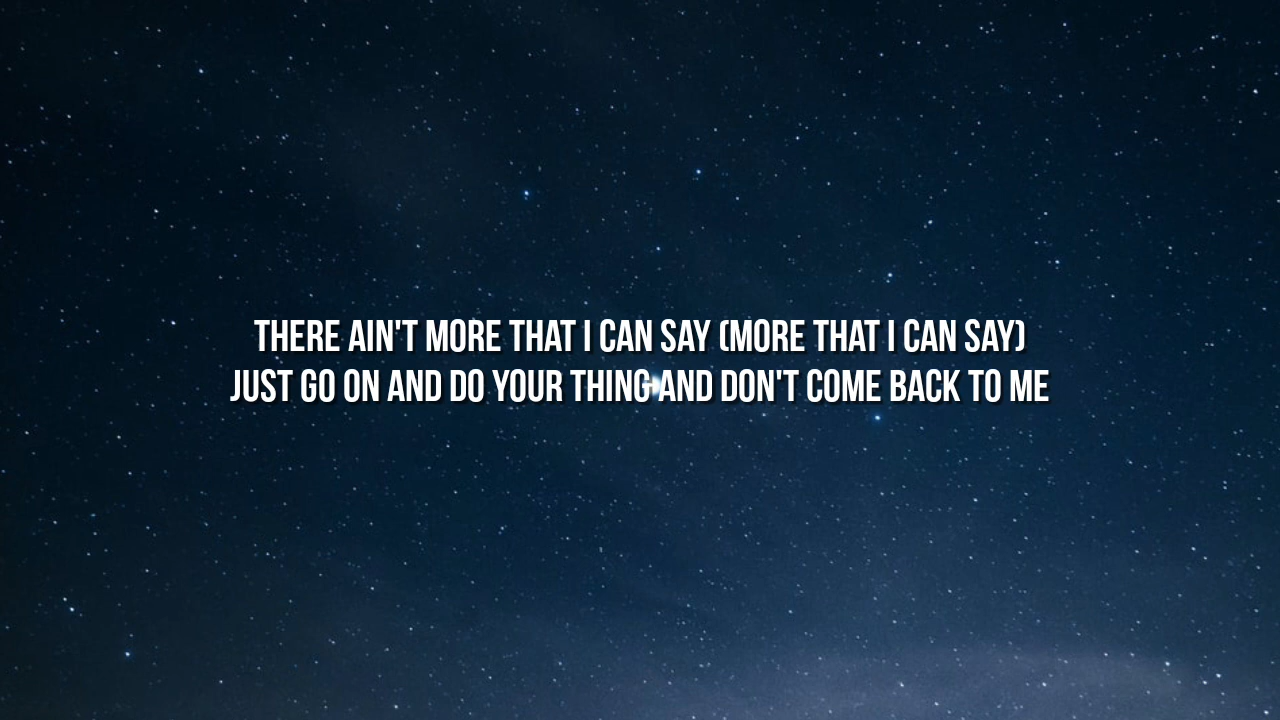 THERE AIN'T MORE THAT I CAN SAY (MORE THAT I CAN SAY)
JUST GO ON AND DO YOUR THING AND DON'T COME BACK TO ME